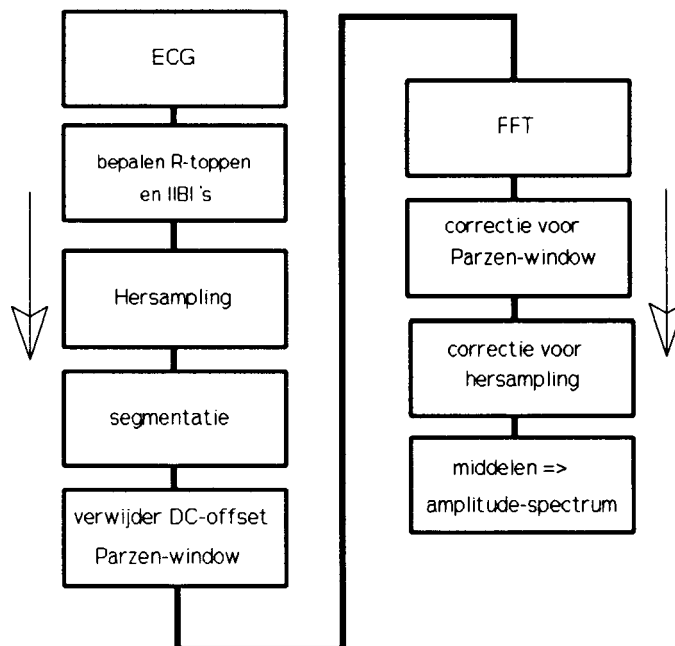 ECG
bepalen R-toppen
en IIBI's
Hersampling
segmentatie
verwijder DC-offset
Parzen-window
FFT
correctie voor
Parzen-window
correctie voor
hersampling
middelen =>
amplitude-spectrum